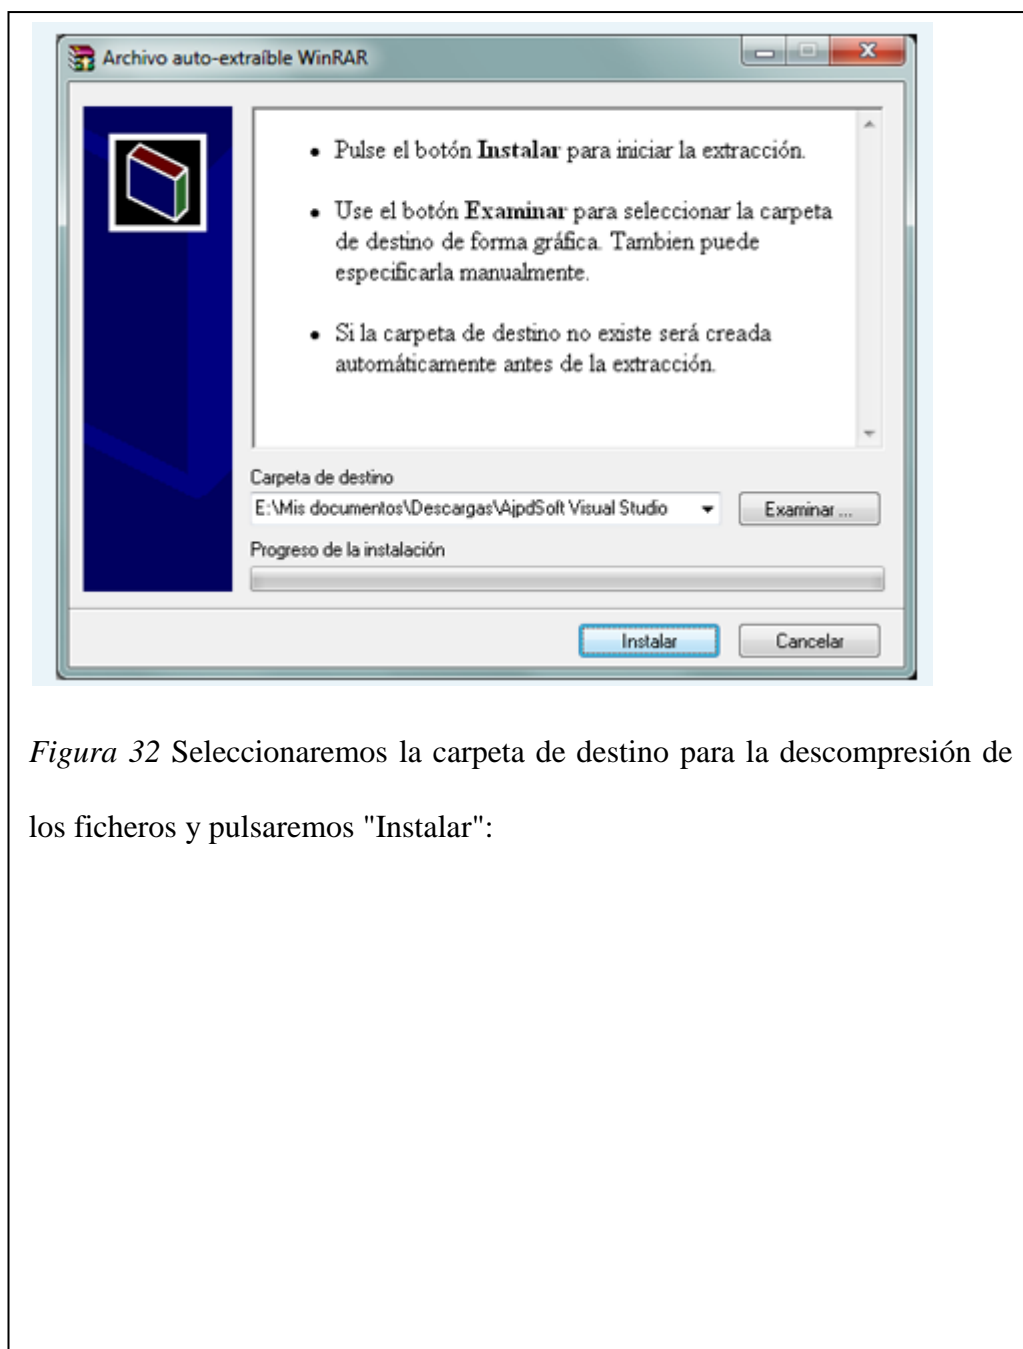 Archivo auto-extraíble WinRAR
• Pulse el botón Instalar para iniciar la extracción.
• Use el botón Examinar para seleccionar la carpeta
de destino de forma gráfica. Tambien puede
especificarla manualmente.
• Si la carpeta de destino no existe será creada
automáticamente antes de la extracción.
Carpeta de destino
E:\Mis documentos\Descargas\AjpdSoft Visual Studio
Examinar ...
Progreso de la instalación
Instalar
Cancelar
Figura 32 Seleccionaremos la carpeta de destino para la descompresión de
los ficheros y pulsaremos "Instalar":